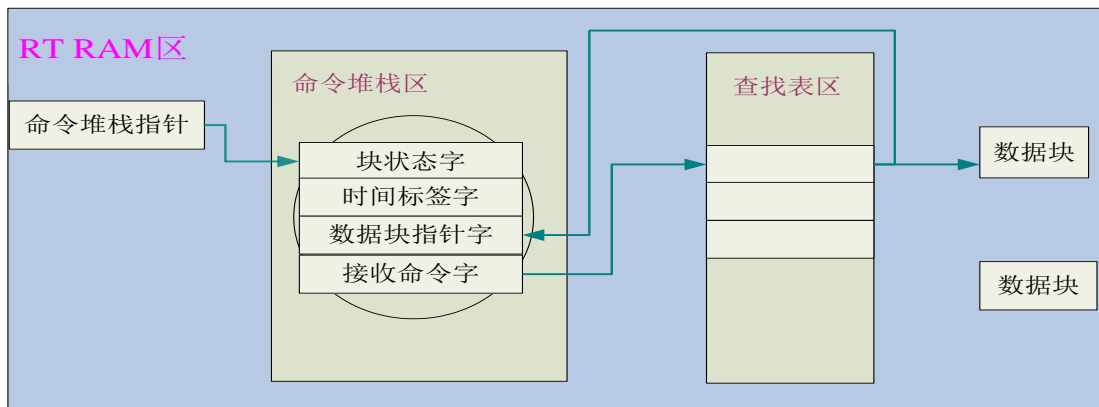 RT RAM区
命令堆栈指针
命令堆栈区
块状态字
时间标签字
数据块指针字
接收命令字
查找表区
数据块
数据块